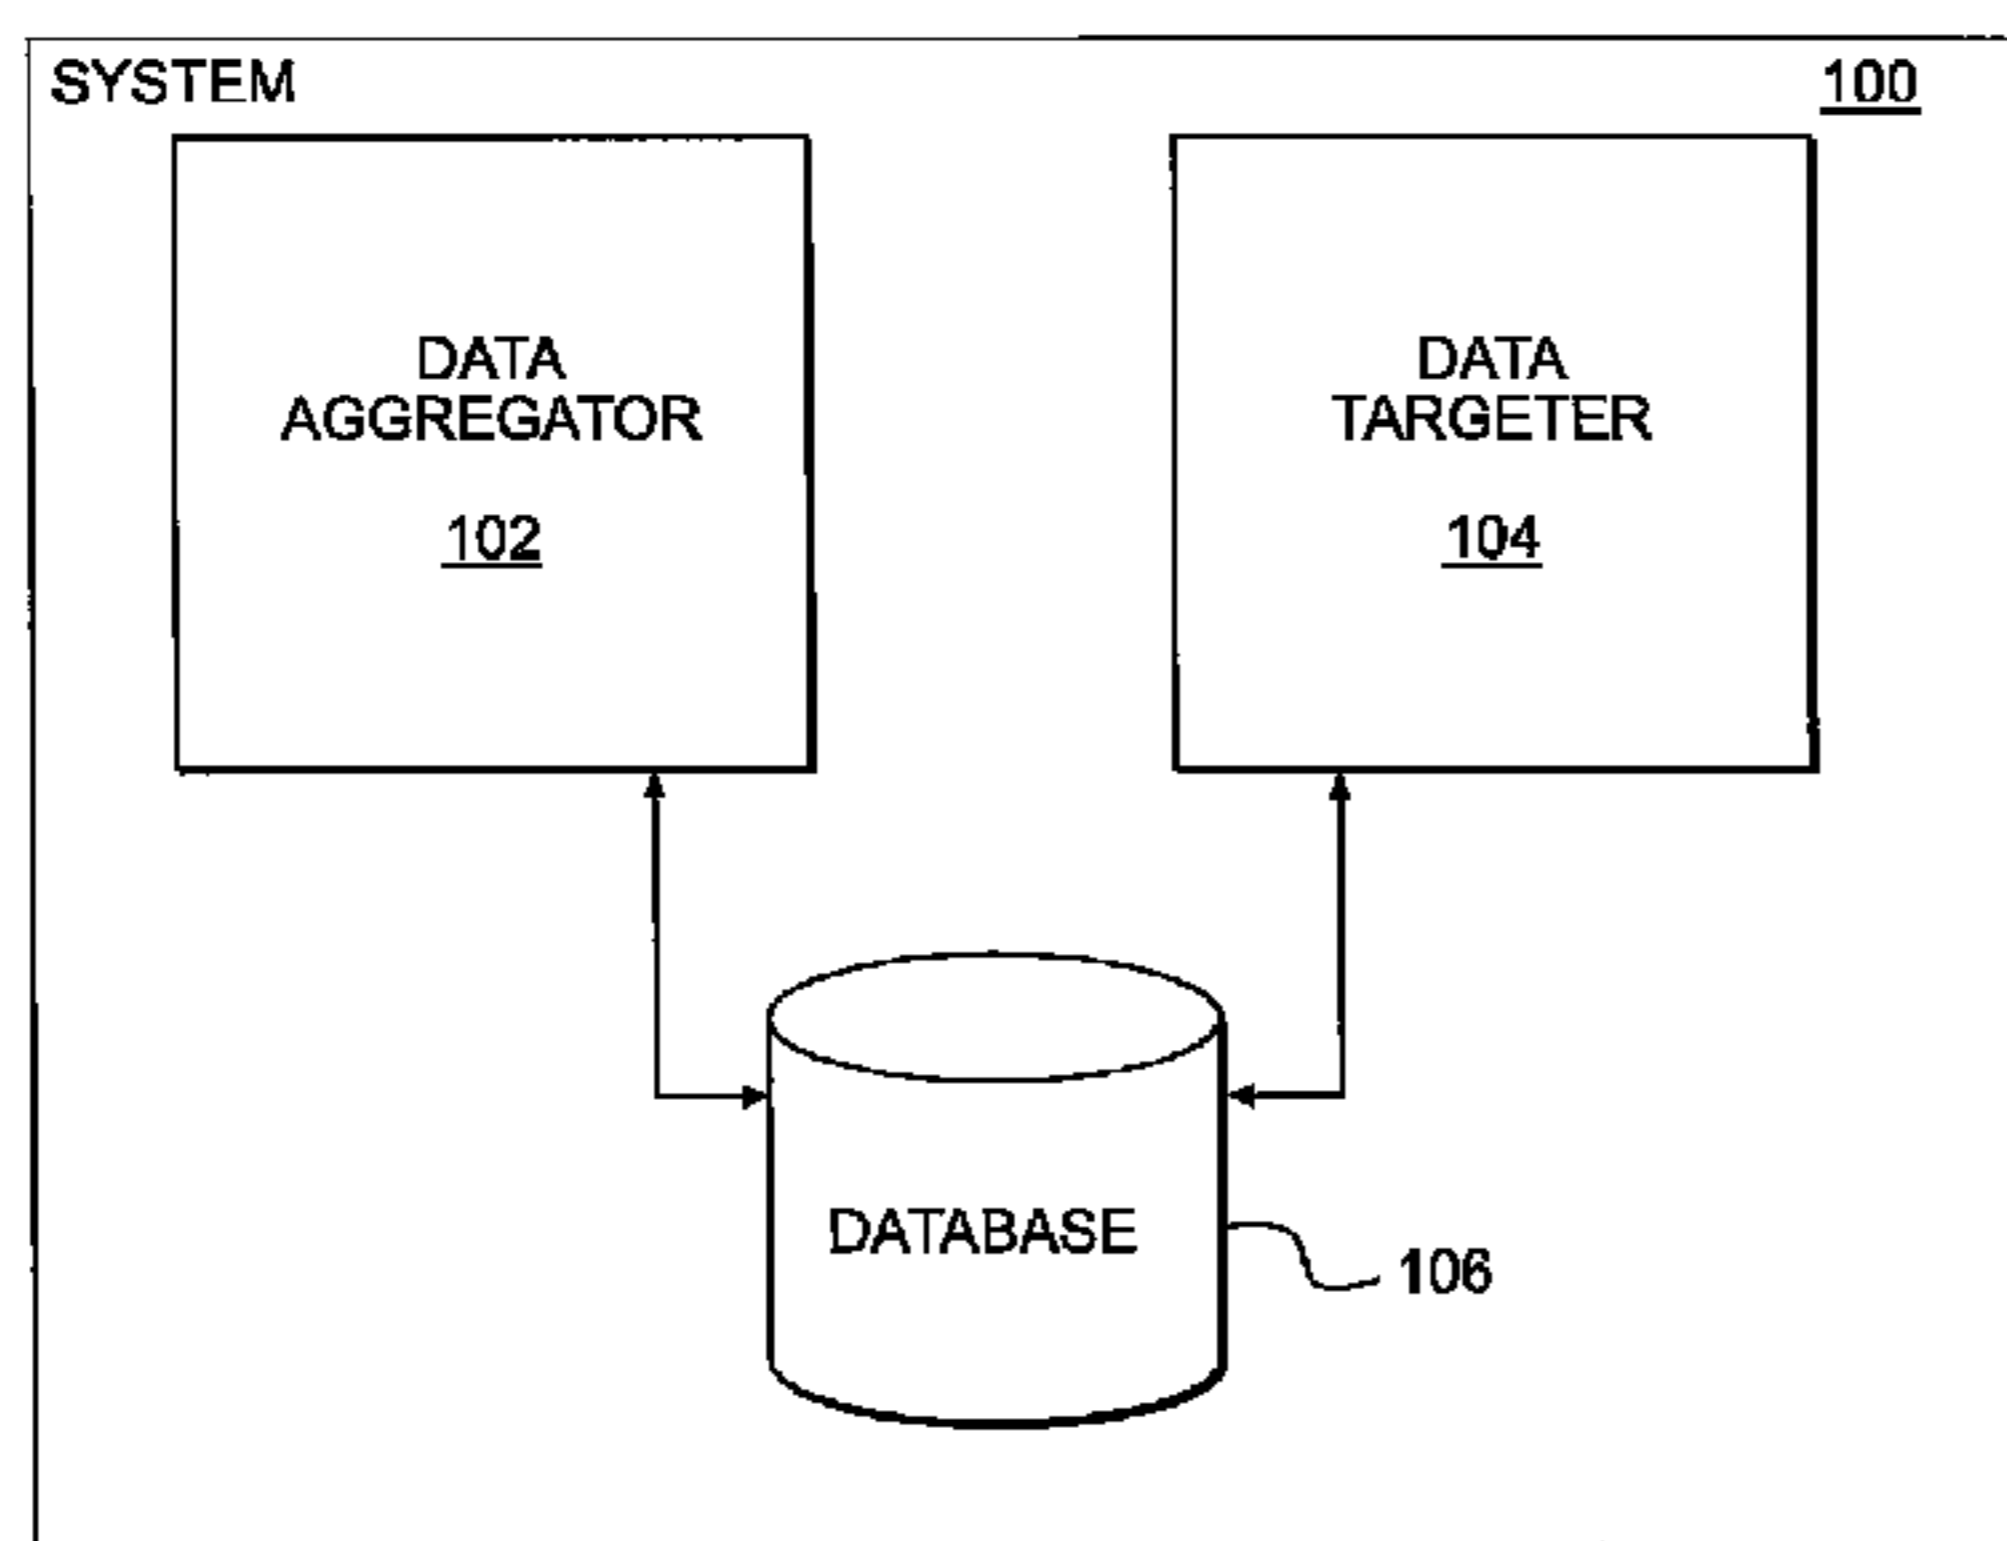 SYSTEM
100
DATA
AGGREGATOR
102
DATA
TARGETER
104
DATABASE
106